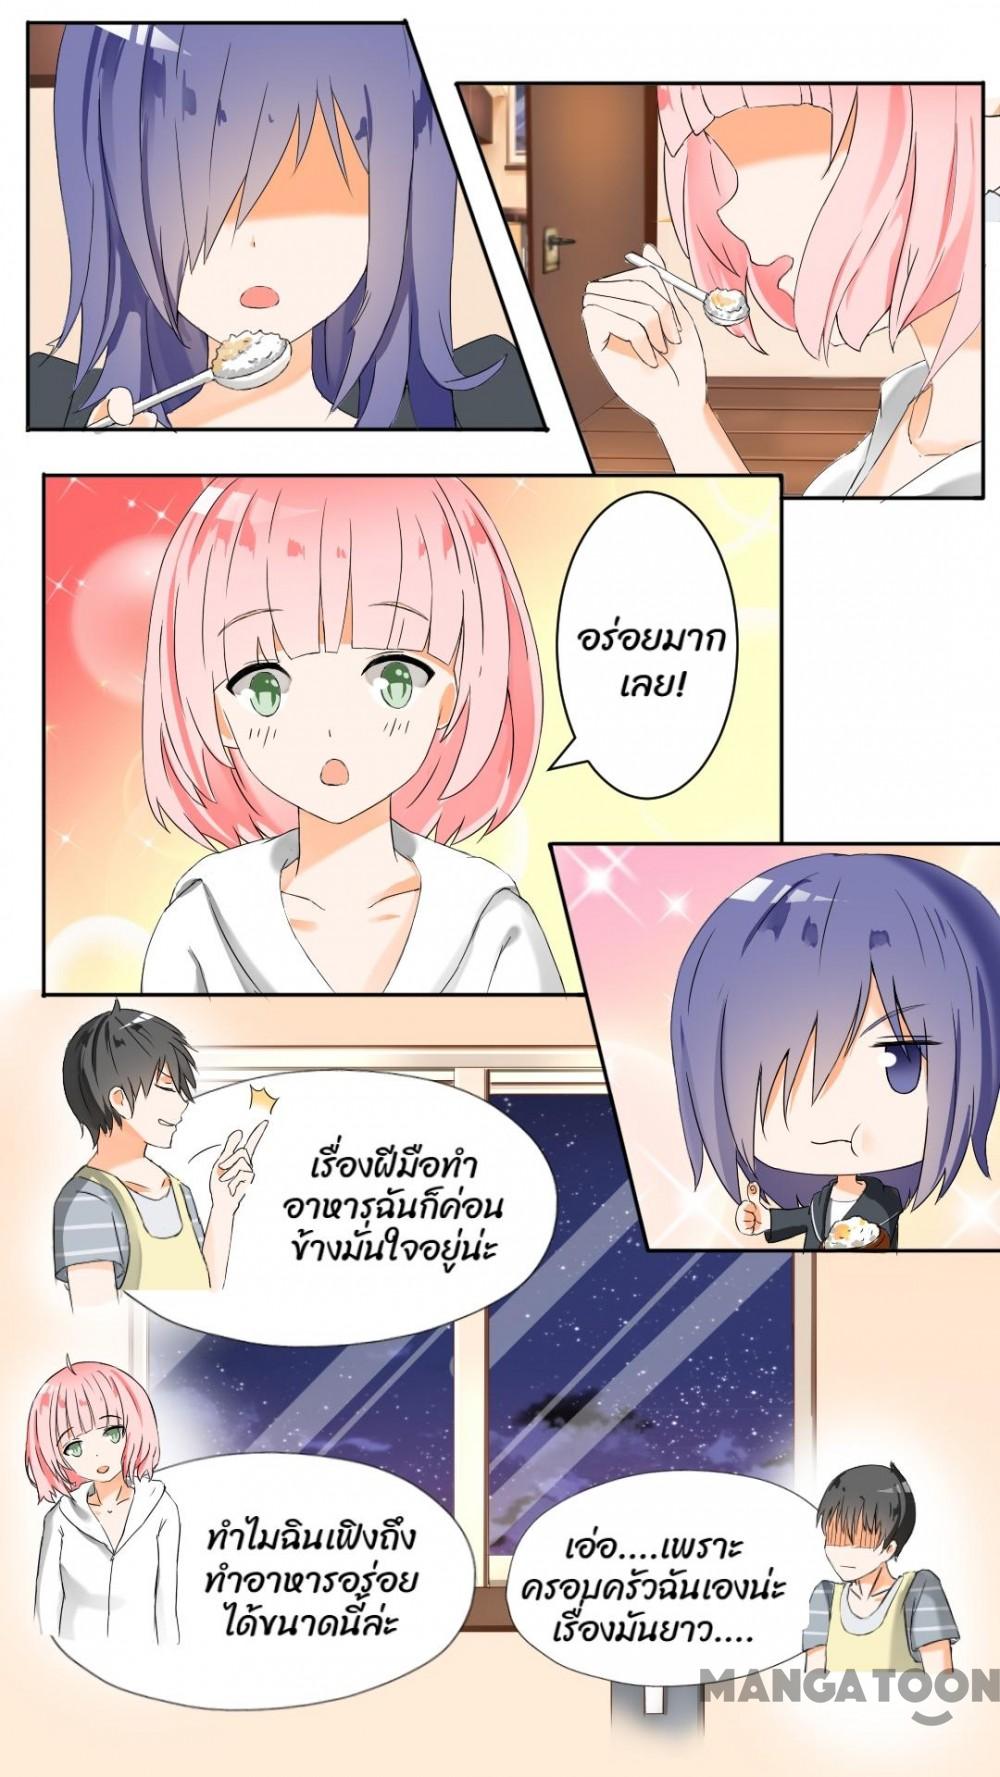 อร่อยมาก
เลย!
เรื่องฝีมือทำ
อาหารฉันก็ค่อน
ข้างมั่นใจอยู่น่ะ
ทำไมฉินเฟิงถึง
ทำอาหารอร่อย
ได้ขนาดนี้ล่ะ
เอ่อ....เพราะ
ครอบครัวฉันเองน่ะ
เรื่องมันยาว....
MANGATOON